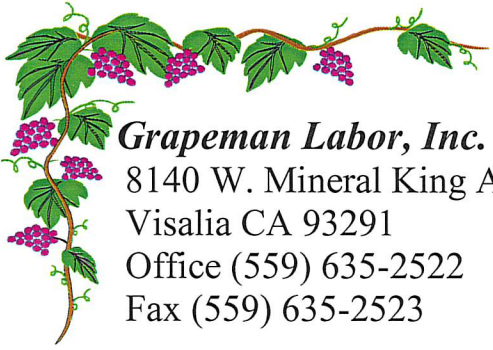 Grapeman Labor, Inc.
8140 W. Mineral King A
Visalia CA 93291
Office (559) 635-2522
Fax (559) 635-2523